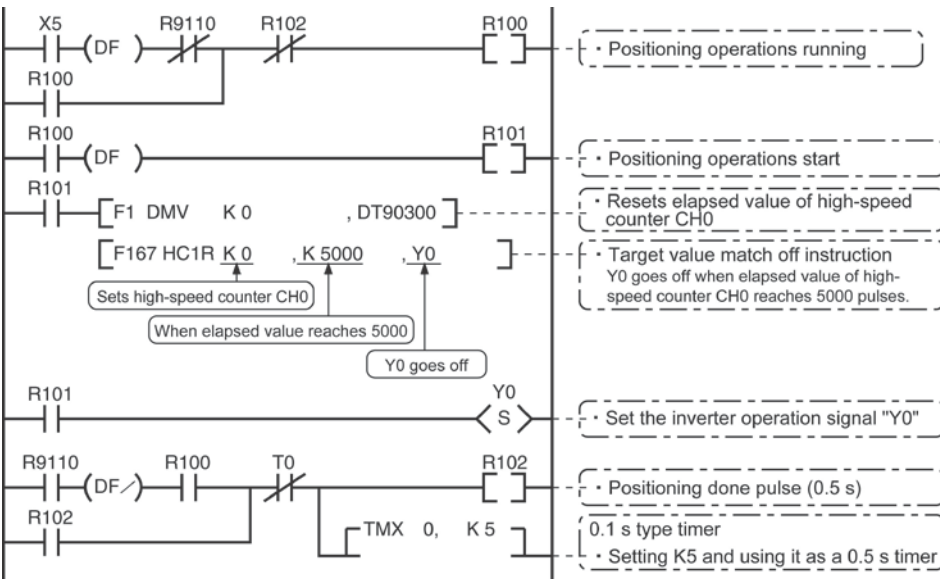 X5 R9110 R102 R100
(DF )
· Positioning operations running
R100
R100 R101
(DF )
· Positioning operations start
R101
F1 DMV K 0 , DT90300
· Resets elapsed value of high-speed
counter CH0
F167 HC1R K 0 , K 5000 , Y0
· Target value match off instruction
Y0 goes off when elapsed value of high-
speed counter CH0 reaches 5000 pulses.
Sets high-speed counter CH0
When elapsed value reaches 5000
Y0 goes off
R101 Y0
S
· Set the inverter operation signal "Y0"
R9110 R100 T0 R102
(DF/)
· Positioning done pulse (0.5 s)
R102
TMX 0, K 5
0.1 s type timer
· Setting K5 and using it as a 0.5 s timer